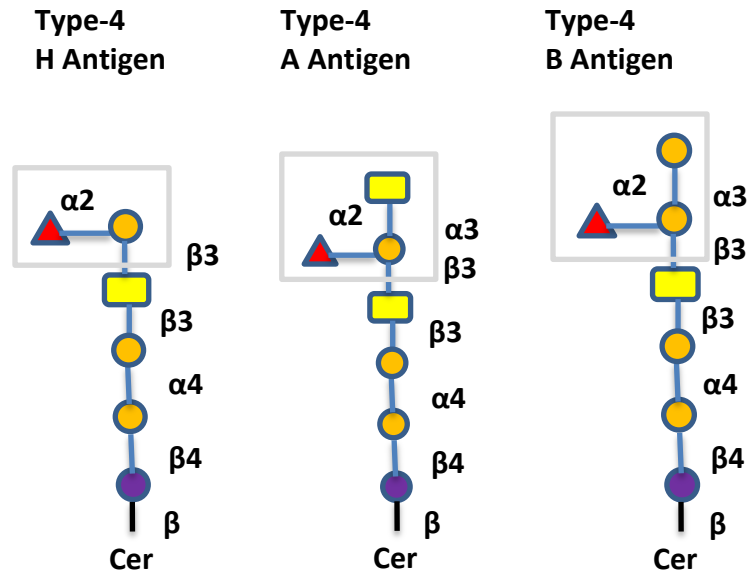 Type-4
H Antigen
α2
β3
β3
α4
β4
β
Cer
Type-4
A Antigen
α2
α3
β3
β3
α4
β4
β
Cer
Type-4
B Antigen
α2
α3
β3
β3
α4
β4
β
Cer